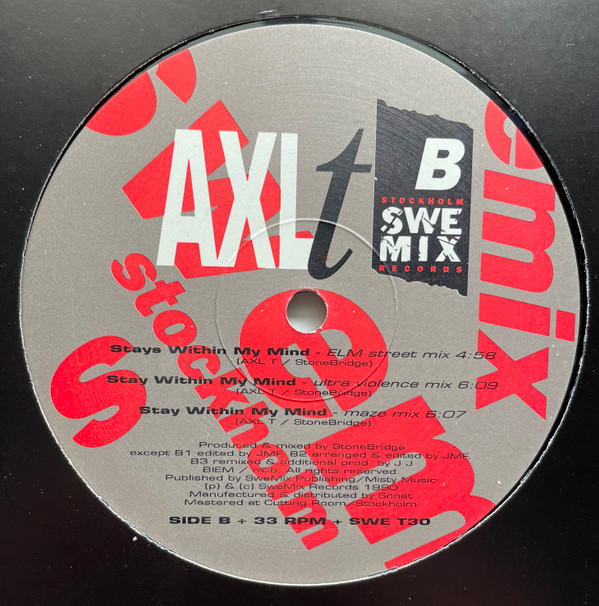 AXL t
B
STOCKHOLM
SWE
MIX
RECORDS
swemix
stockholm
Stays Within My Mind - ELM street mix 4:58
(AXL T / StoneBridge)
Stay Within My Mind - ultra violence mix 6:09
(AXL T / StoneBridge)
Stay Within My Mind - maze mix 6:07
(AXL T / StoneBridge)
Produced & mixed by StoneBridge
except B1 edited by JMF. B2 arranged & edited by JMF.
B3 remixed & additional prod. by J J
BIEM / n©b. All rights reserved.
Published by SweMix Publishing/Misty Music
(p) & (c) SweMix Records 1990
Manufactured & distributed by Sonet
Mastered at Cutting Room/Stockholm
SIDE B + 33 RPM + SWE T30